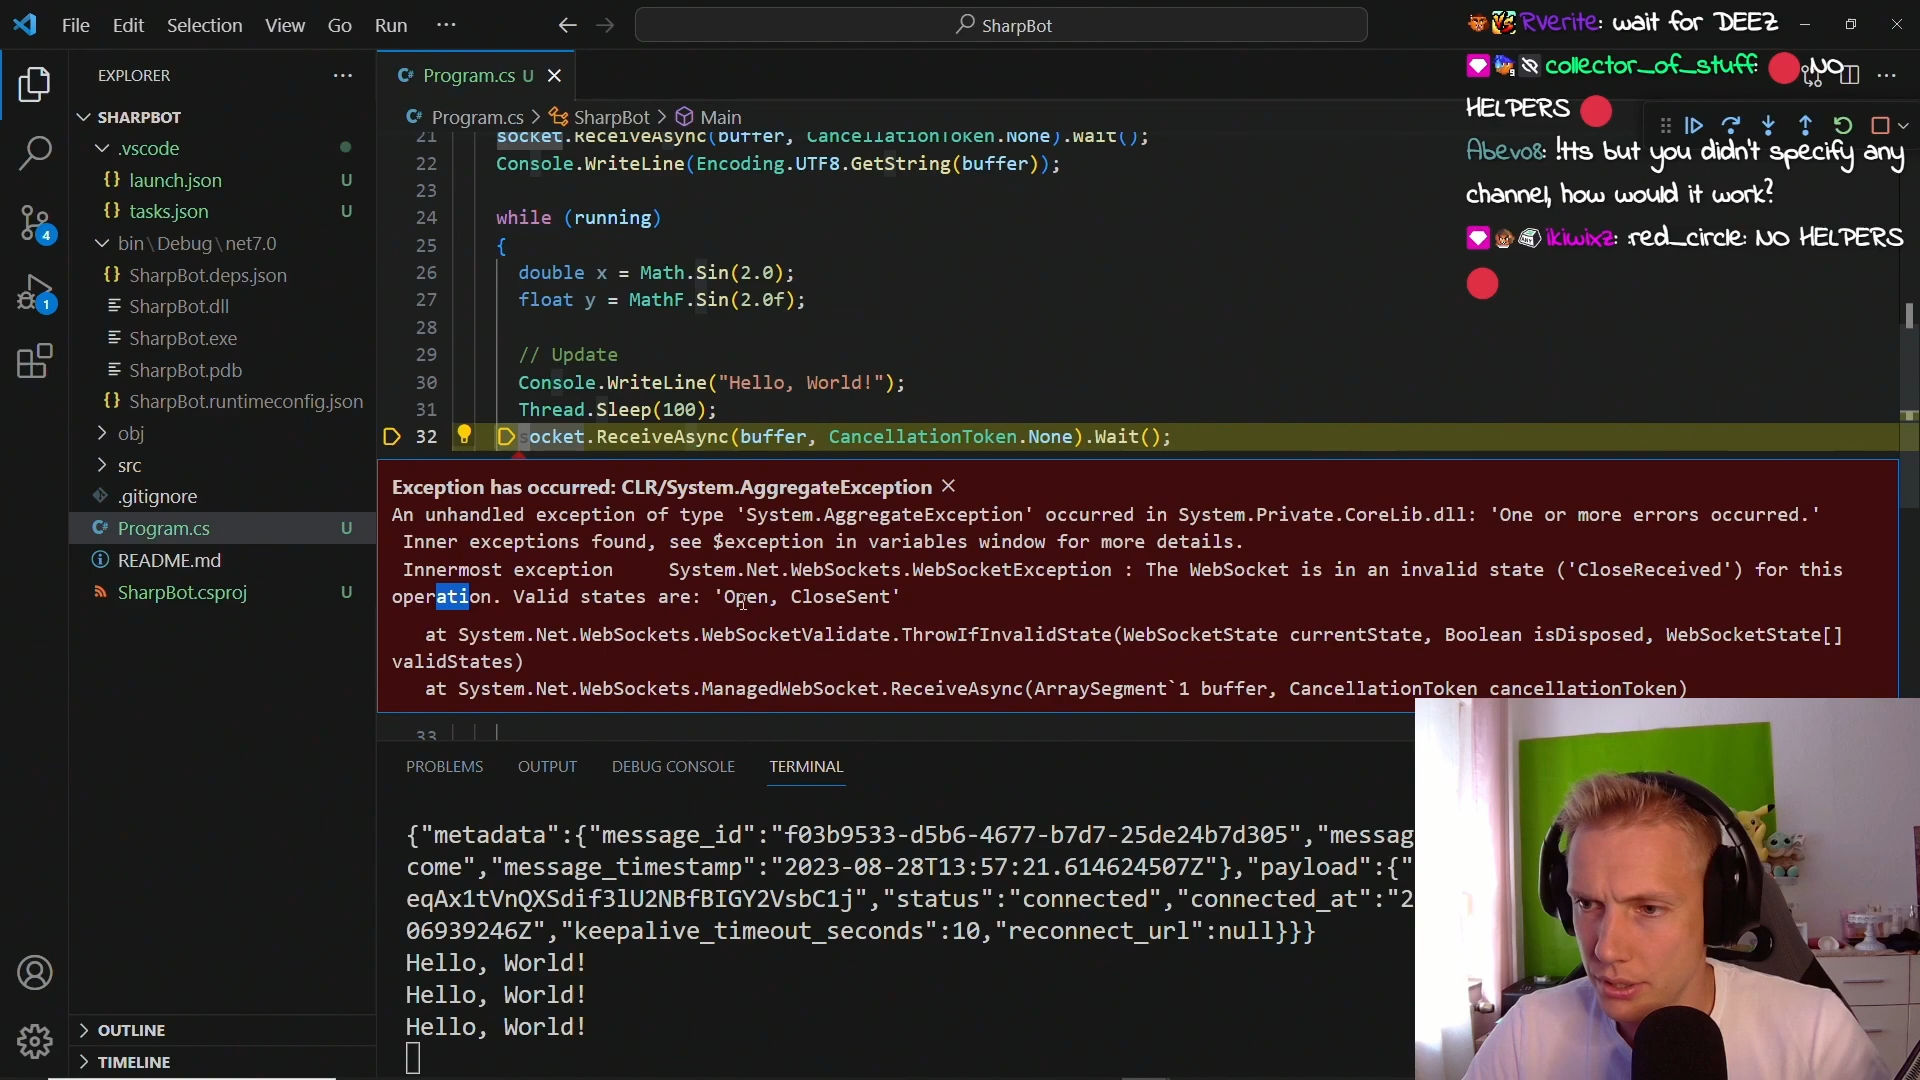 File Edit Selection View Go Run ··· SharpBot
Rverite: wait for DEEZ
EXPLORER ···
Program.cs U
collector_of_stuff: NO
HELPERS
SHARPBOT
Program.cs > SharpBot > Main
Abevo8: !tts but you didn't specify any
channel, how would it work?
ikiwixz: :red_circle: NO HELPERS
.vscode
launch.json U
tasks.json U
bin\Debug\net7.0
SharpBot.deps.json
SharpBot.dll
SharpBot.exe
SharpBot.pdb
SharpBot.runtimeconfig.json
obj
src
.gitignore
Program.cs U
README.md
SharpBot.csproj U
4
1
OUTLINE
TIMELINE
21 socket.ReceiveAsync(buffer, CancellationToken.None).Wait();
22 Console.WriteLine(Encoding.UTF8.GetString(buffer));
23
24 while (running)
25 {
26 double x = Math.Sin(2.0);
27 float y = MathF.Sin(2.0f);
28
29 // Update
30 Console.WriteLine("Hello, World!");
31 Thread.Sleep(100);
32 socket.ReceiveAsync(buffer, CancellationToken.None).Wait();
Exception has occurred: CLR/System.AggregateException
An unhandled exception of type 'System.AggregateException' occurred in System.Private.CoreLib.dll: 'One or more errors occurred.'
Inner exceptions found, see $exception in variables window for more details.
Innermost exception System.Net.WebSockets.WebSocketException : The WebSocket is in an invalid state ('CloseReceived') for this
operation. Valid states are: 'Open, CloseSent'
at System.Net.WebSockets.WebSocketValidate.ThrowIfInvalidState(WebSocketState currentState, Boolean isDisposed, WebSocketState[]
validStates)
at System.Net.WebSockets.ManagedWebSocket.ReceiveAsync(ArraySegment`1 buffer, CancellationToken cancellationToken)
33
PROBLEMS OUTPUT DEBUG CONSOLE TERMINAL
{"metadata":{"message_id":"f03b9533-d5b6-4677-b7d7-25de24b7d305","messag
come","message_timestamp":"2023-08-28T13:57:21.614624507Z"},"payload":{"
eqAx1tVnQXSdif3lU2NBfBIGY2VsbC1j","status":"connected","connected_at":"2
06939246Z","keepalive_timeout_seconds":10,"reconnect_url":null}}}
Hello, World!
Hello, World!
Hello, World!